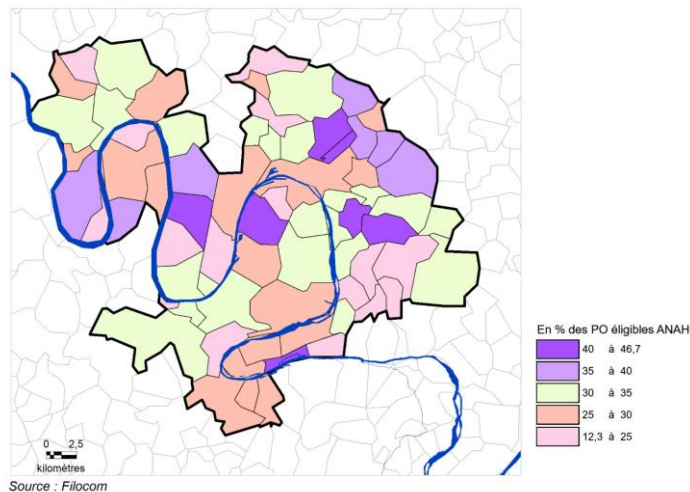 En % des PO éligibles ANAH
40 à 46,7
35 à 40
30 à 35
25 à 30
12,3 à 25
0 2,5
kilomètres
Source : Filocom